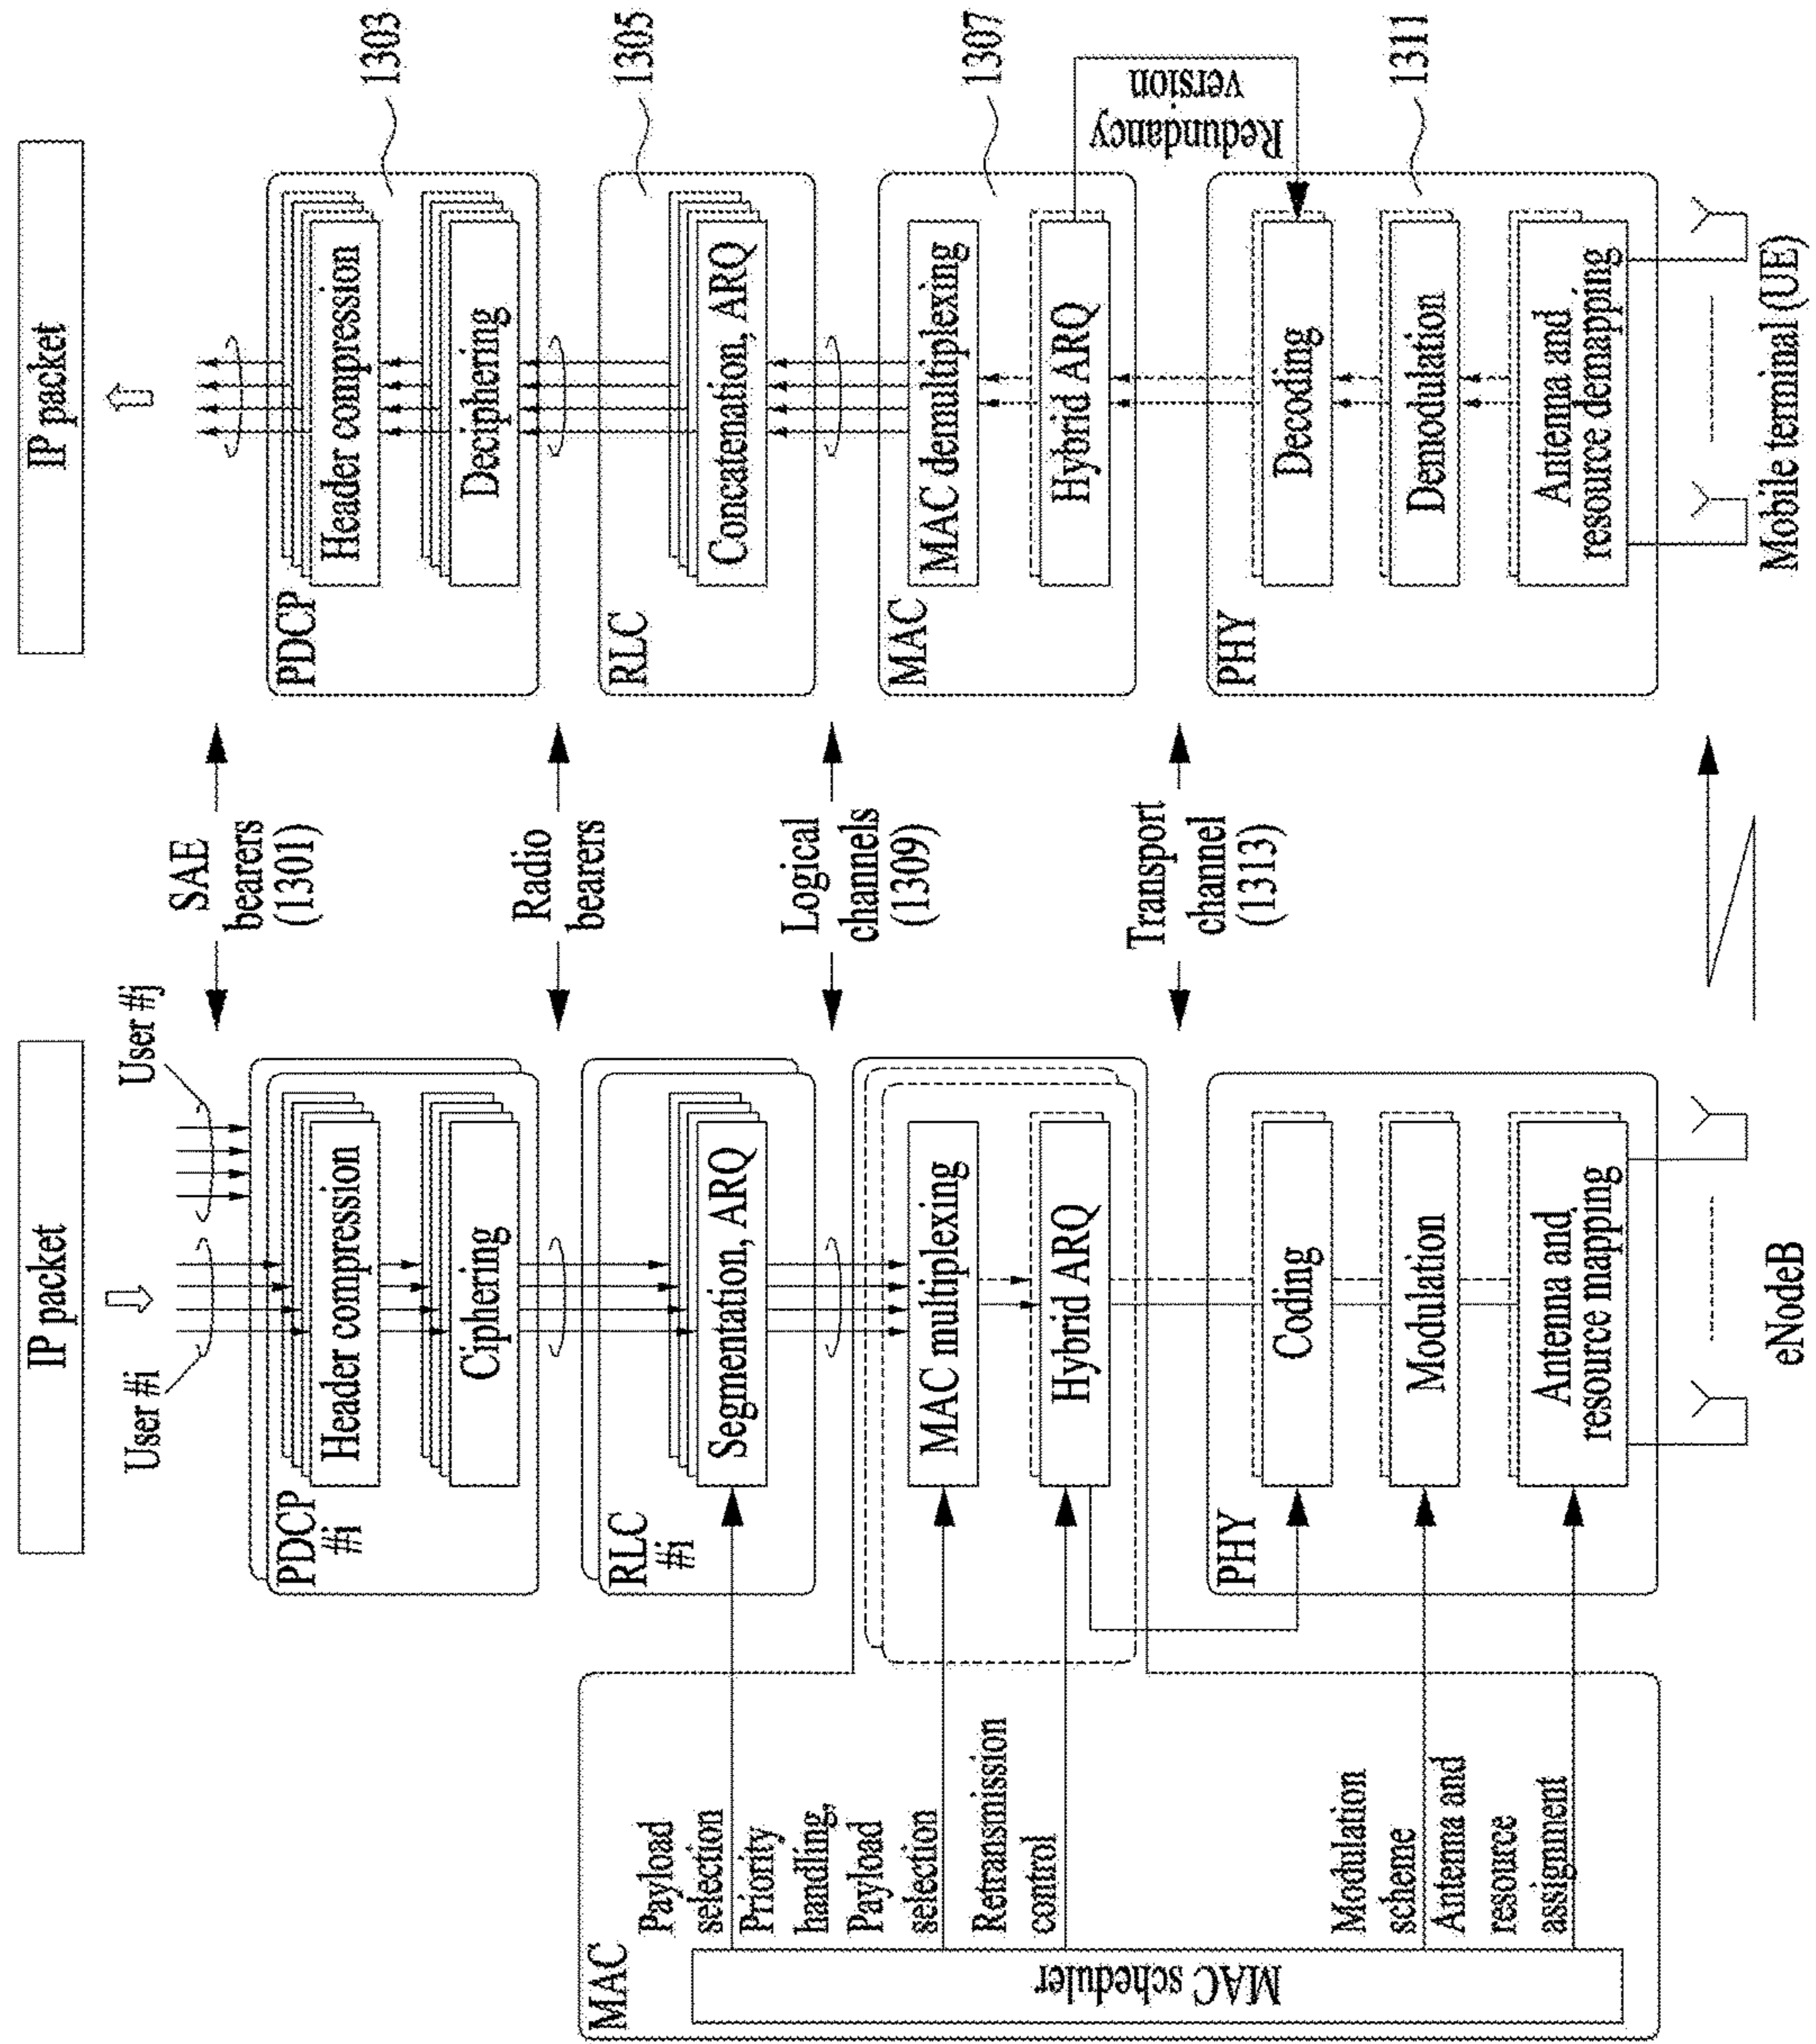 IP packet
User #i
User #j
PDCP
#i
Header compression
Ciphering
RLC
#i
Segmentation, ARQ
MAC
MAC scheduler
Payload
selection
Priority
handling,
Payload
selection
Retransmission
control
Modulation
scheme
Antenna and
resource
assignment
MAC multiplexing
Hybrid ARQ
PHY
Coding
Modulation
Antenna and
resource mapping
eNodeB
SAE
bearers
(1301)
Radio
bearers
Logical
channels
(1309)
Transport
channel
(1313)
IP packet
PDCP
Header compression
Deciphering
1303
RLC
Concatenation, ARQ
1305
MAC
MAC demultiplexing
Hybrid ARQ
1307
Redundancy
version
PHY
Decoding
Demodulation
Antenna and
resource demapping
1311
Mobile terminal (UE)